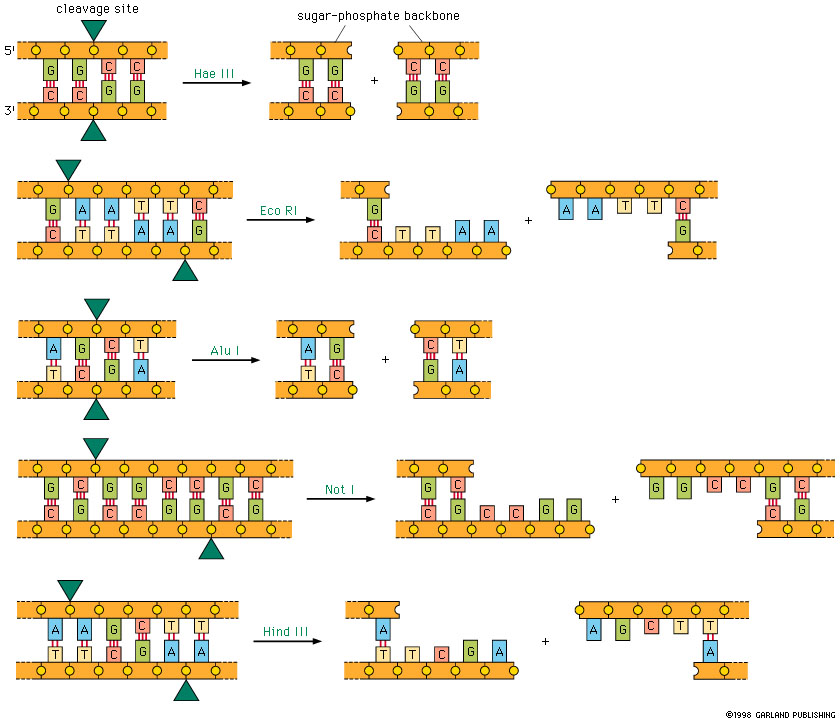 cleavage site
sugar-phosphate backbone
5'
G G C C
Hae III
G G
+
C C
C C G G
C C
G G
3'
G A A T T C
Eco RI
G
+
A A T T C
C T T A A G
C T T A A
G
A G C T
Alu I
A G
+
C T
T C G A
T C
G A
G C G G C C G C
Not I
G C
+
G G C C G C
C G C C G G C G
C G C C G G
C G
A A G C T T
Hind III
A
+
A G C T T
T T C G A A
T T C G A
A
©1998 GARLAND PUBLISHING